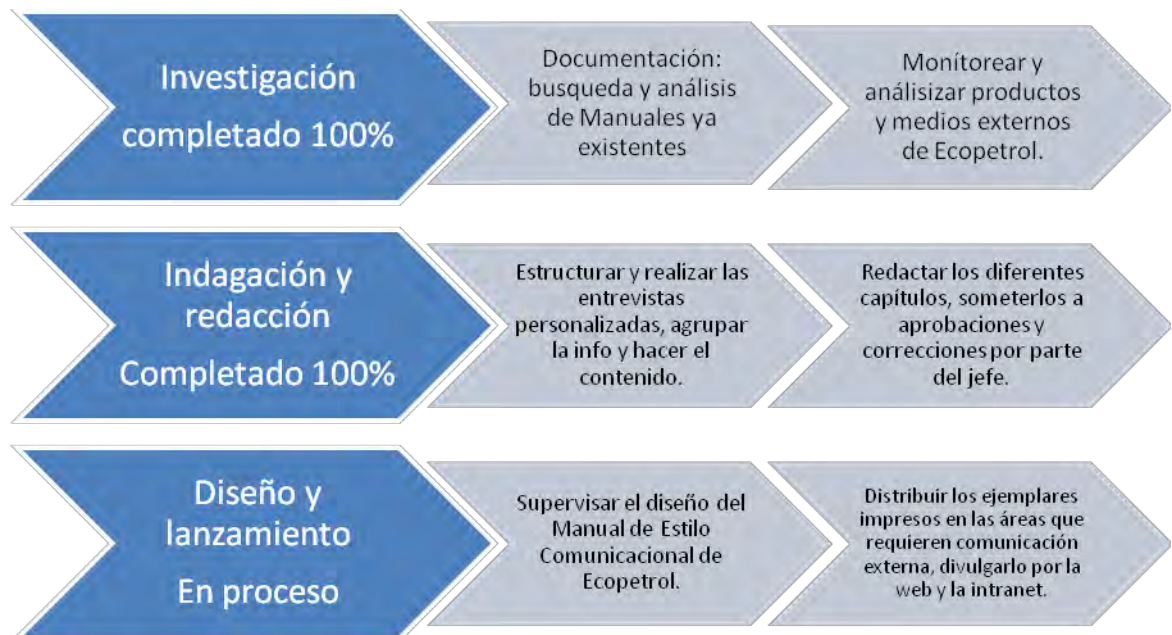 Investigación
completado 100%
Documentación:
busqueda y análisis
de Manuales ya
existentes
Monítorear y
análisizar productos
y medios externos
de Ecopetrol.
Indagación y
redacción
Completado 100%
Estructurar y realizar las
entrevistas
personalizadas, agrupar
la info y hacer el
contenido.
Redactar los diferentes
capítulos, someterlos a
aprobaciones y
correcciones por parte
del jefe.
Diseño y
lanzamiento
En proceso
Supervisar el diseño del
Manual de Estilo
Comunicacional de
Ecopetrol.
Distribuir los ejemplares
impresos en las áreas que
requieren comunicación
externa, divulgarlo por la
web y la intranet.